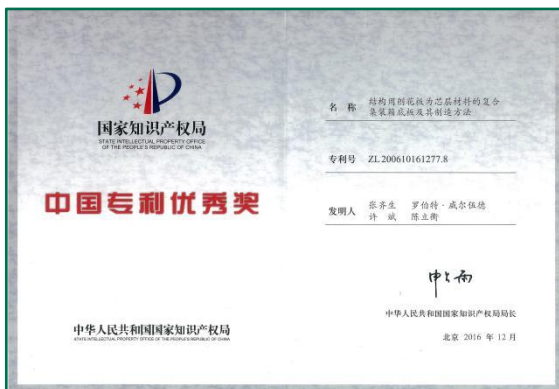 国家知识产权局
STATE INTELLECTUAL PROPERTY OFFICE
OF THE PEOPLE'S REPUBLIC OF CHINA
中国专利优秀奖
中华人民共和国国家知识产权局
STATE INTELLECTUAL PROPERTY OFFICE OF THE PEOPLE'S REPUBLIC OF CHINA
名 称 结构用刨花板为芯层材料的复合
集装箱底板及其制造方法
专利号 ZL 200610161277.8
发明人 张齐生 罗伯特·威尔伍德
许 斌 陈立衡
申长雨
中华人民共和国国家知识产权局局长
北京 2016 年 12 月